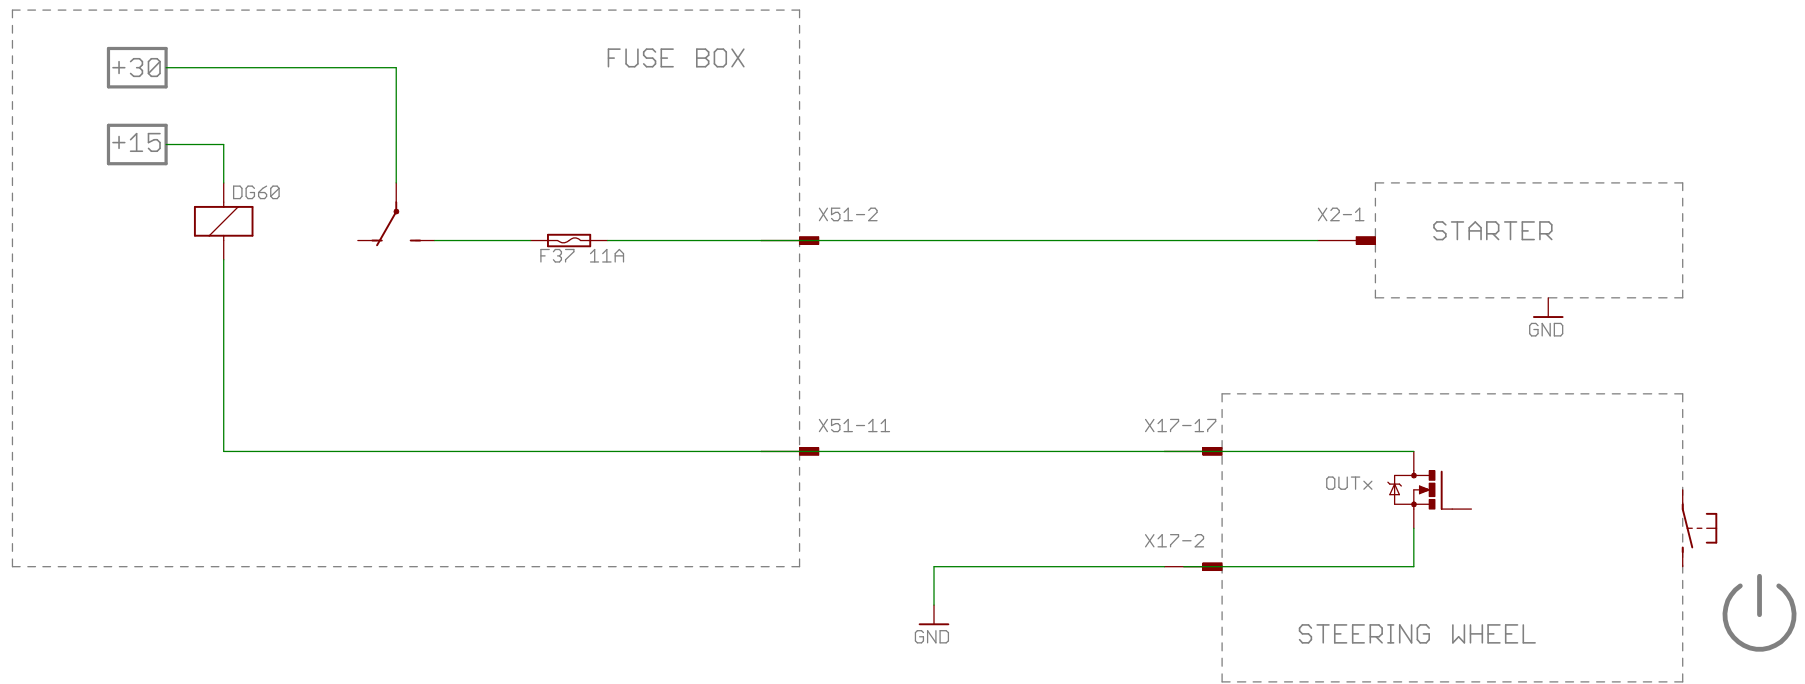 +30
FUSE BOX
+15
DG60
X51-2
X2-1
STARTER
F37 11A
GND
X51-11
X17-17
OUTx
X17-2
GND
STEERING WHEEL